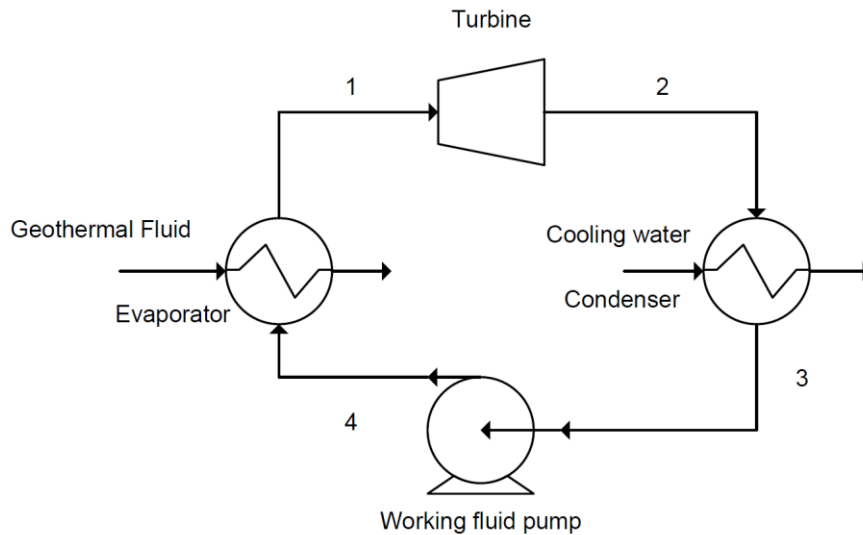 Turbine
1
2
Geothermal Fluid
Cooling water
Evaporator
Condenser
3
4
Working fluid pump